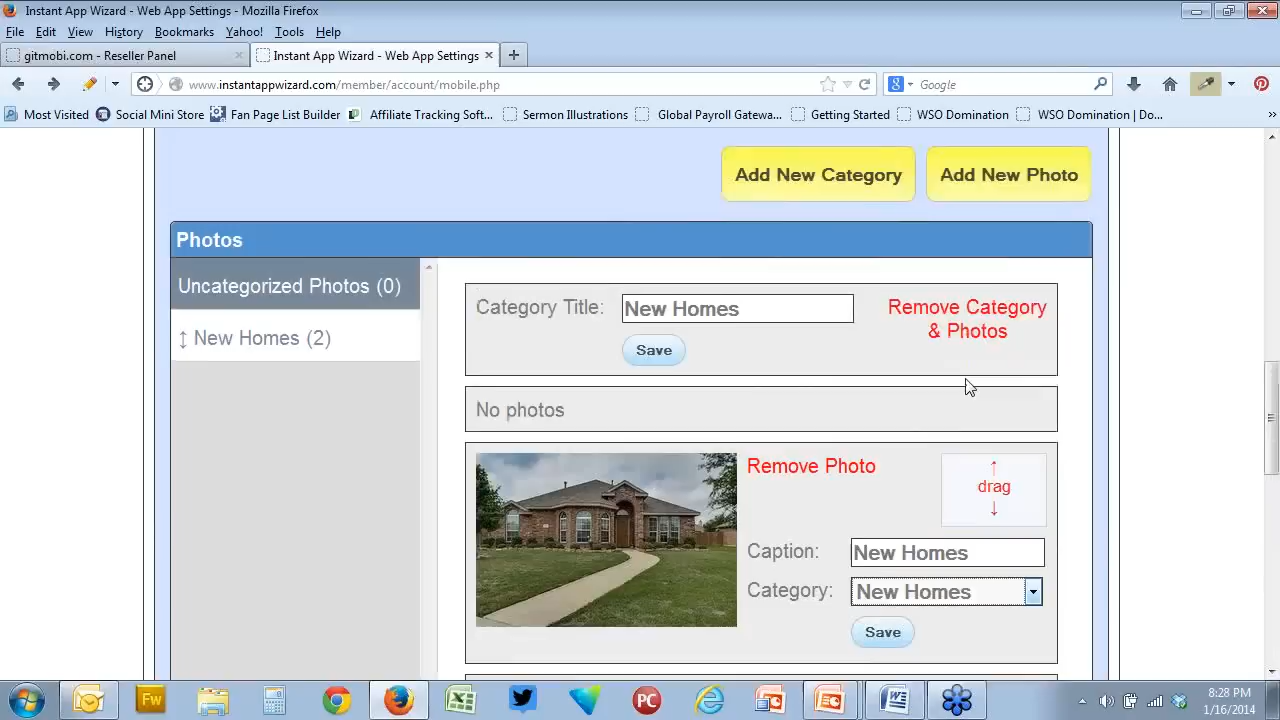 Instant App Wizard - Web App Settings - Mozilla Firefox
File Edit View History Bookmarks Yahoo! Tools Help
gitmobi.com - Reseller Panel × Instant App Wizard - Web App Settings × +
www.instantappwizard.com/member/account/mobile.php Google
Most Visited Social Mini Store Fan Page List Builder Affiliate Tracking Soft... Sermon Illustrations Global Payroll Gatewa... Getting Started WSO Domination WSO Domination | Do... »
Add New Category Add New Photo
Photos
Uncategorized Photos (0)
↕ New Homes (2)
Category Title: New Homes Remove Category
& Photos
Save
No photos
Remove Photo ↑
drag
↓
Caption: New Homes
Category: New Homes
Save
Fw PC
8:28 PM
1/16/2014